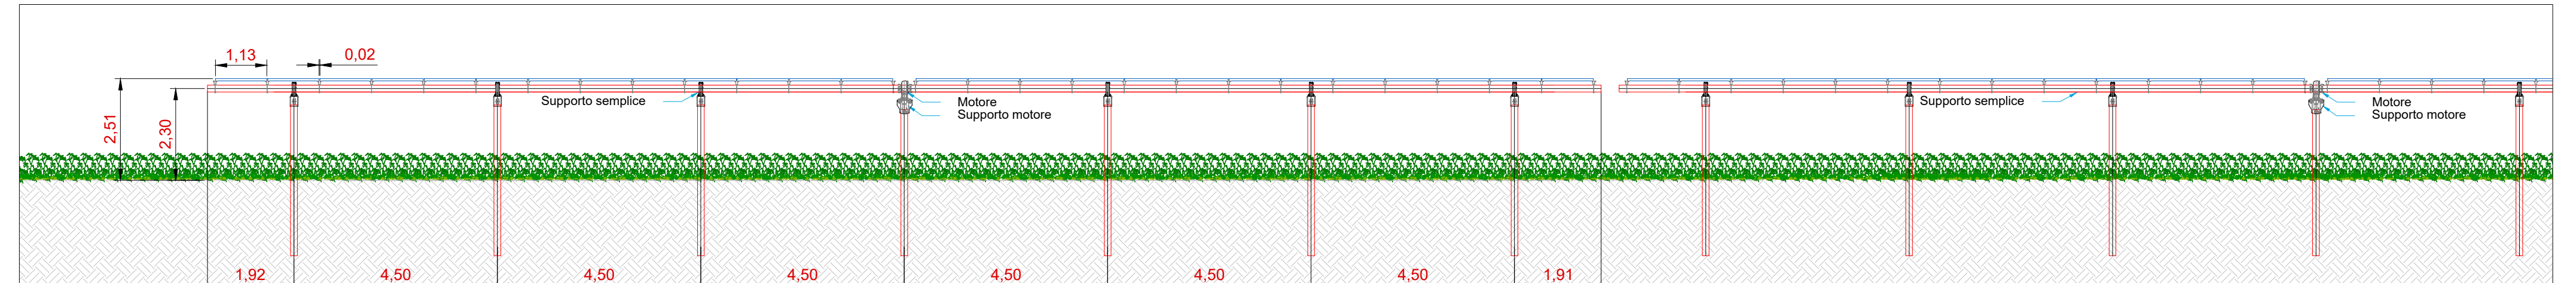 1,13
0,02
2,51
2,30
Supporto semplice
Motore
Supporto motore
Supporto semplice
Motore
Supporto motore
1,92
4,50
4,50
4,50
4,50
4,50
4,50
1,91